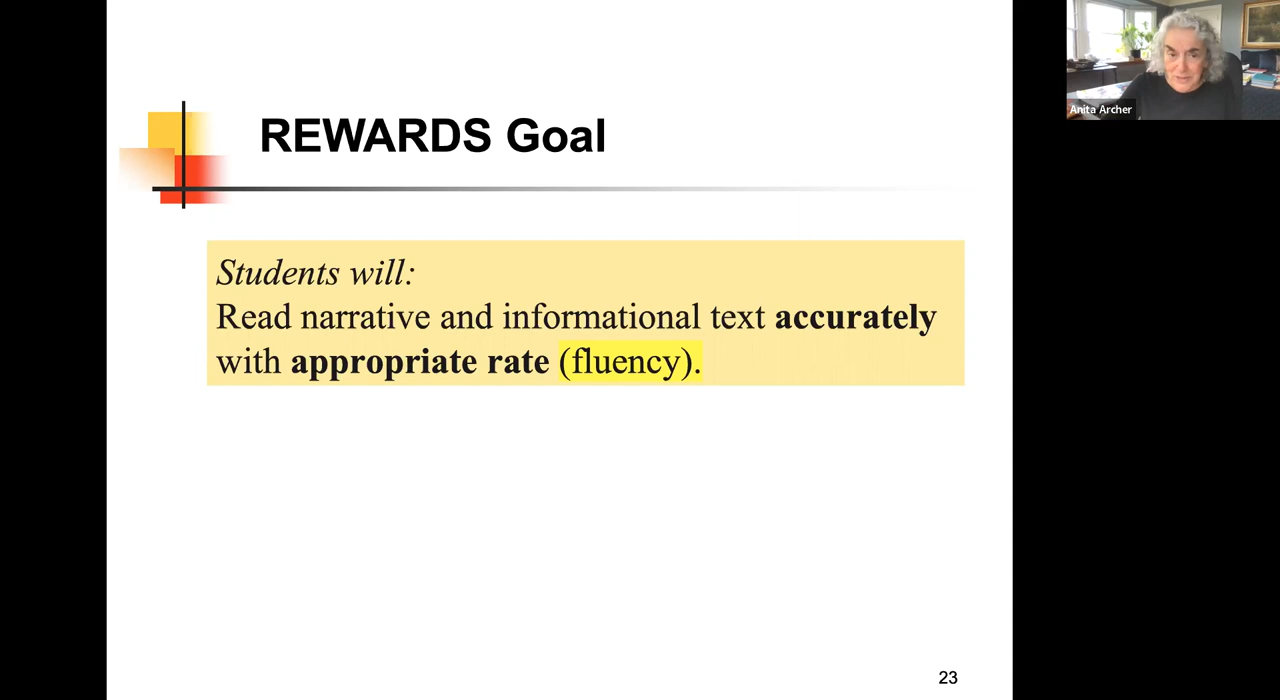 REWARDS Goal
Students will:
Read narrative and informational text accurately
with appropriate rate (fluency).
23
Anita Archer